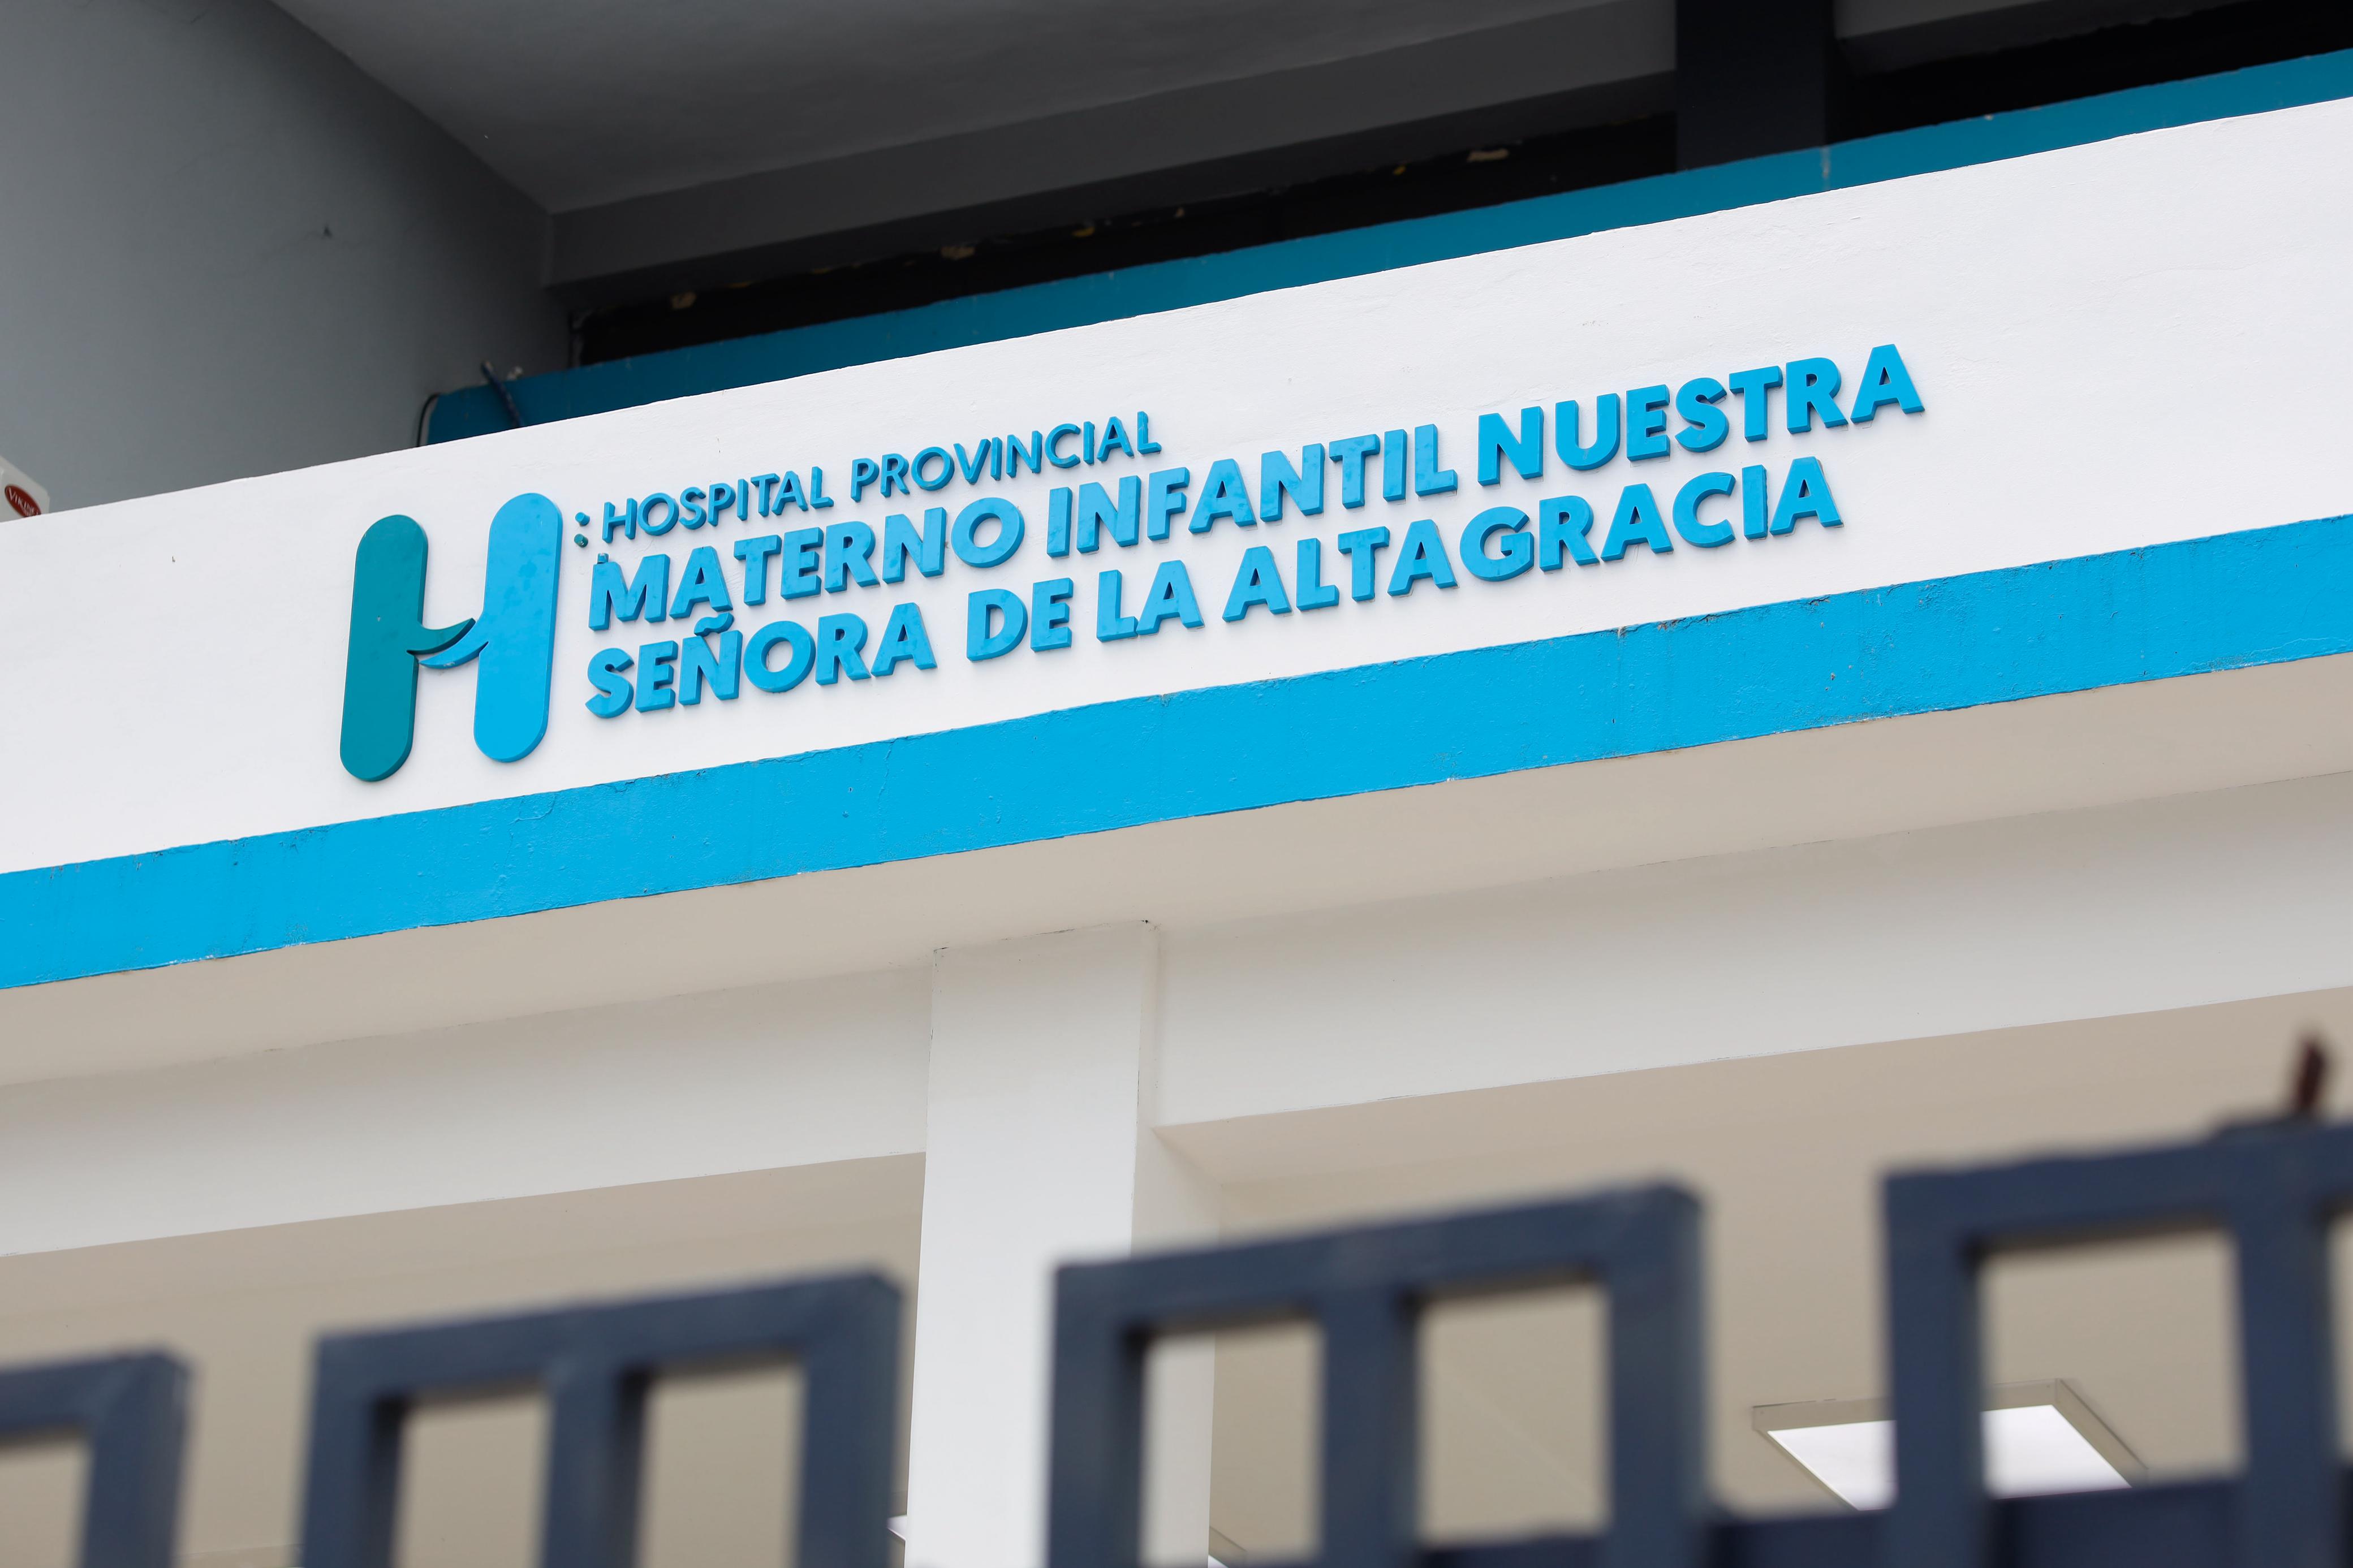 HOSPITAL PROVINCIAL
MATERNO INFANTIL NUESTRA
SEÑORA DE LA ALTAGRACIA